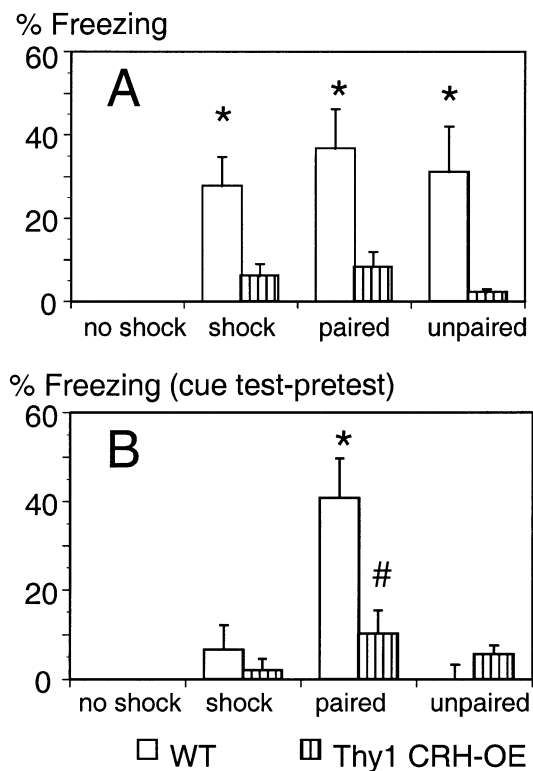 % Freezing
60
A
* * *
40
20
0
no shock shock paired unpaired
% Freezing (cue test-pretest)
60
B
*
40
#
20
0
no shock shock paired unpaired
WT Thy1 CRH-OE